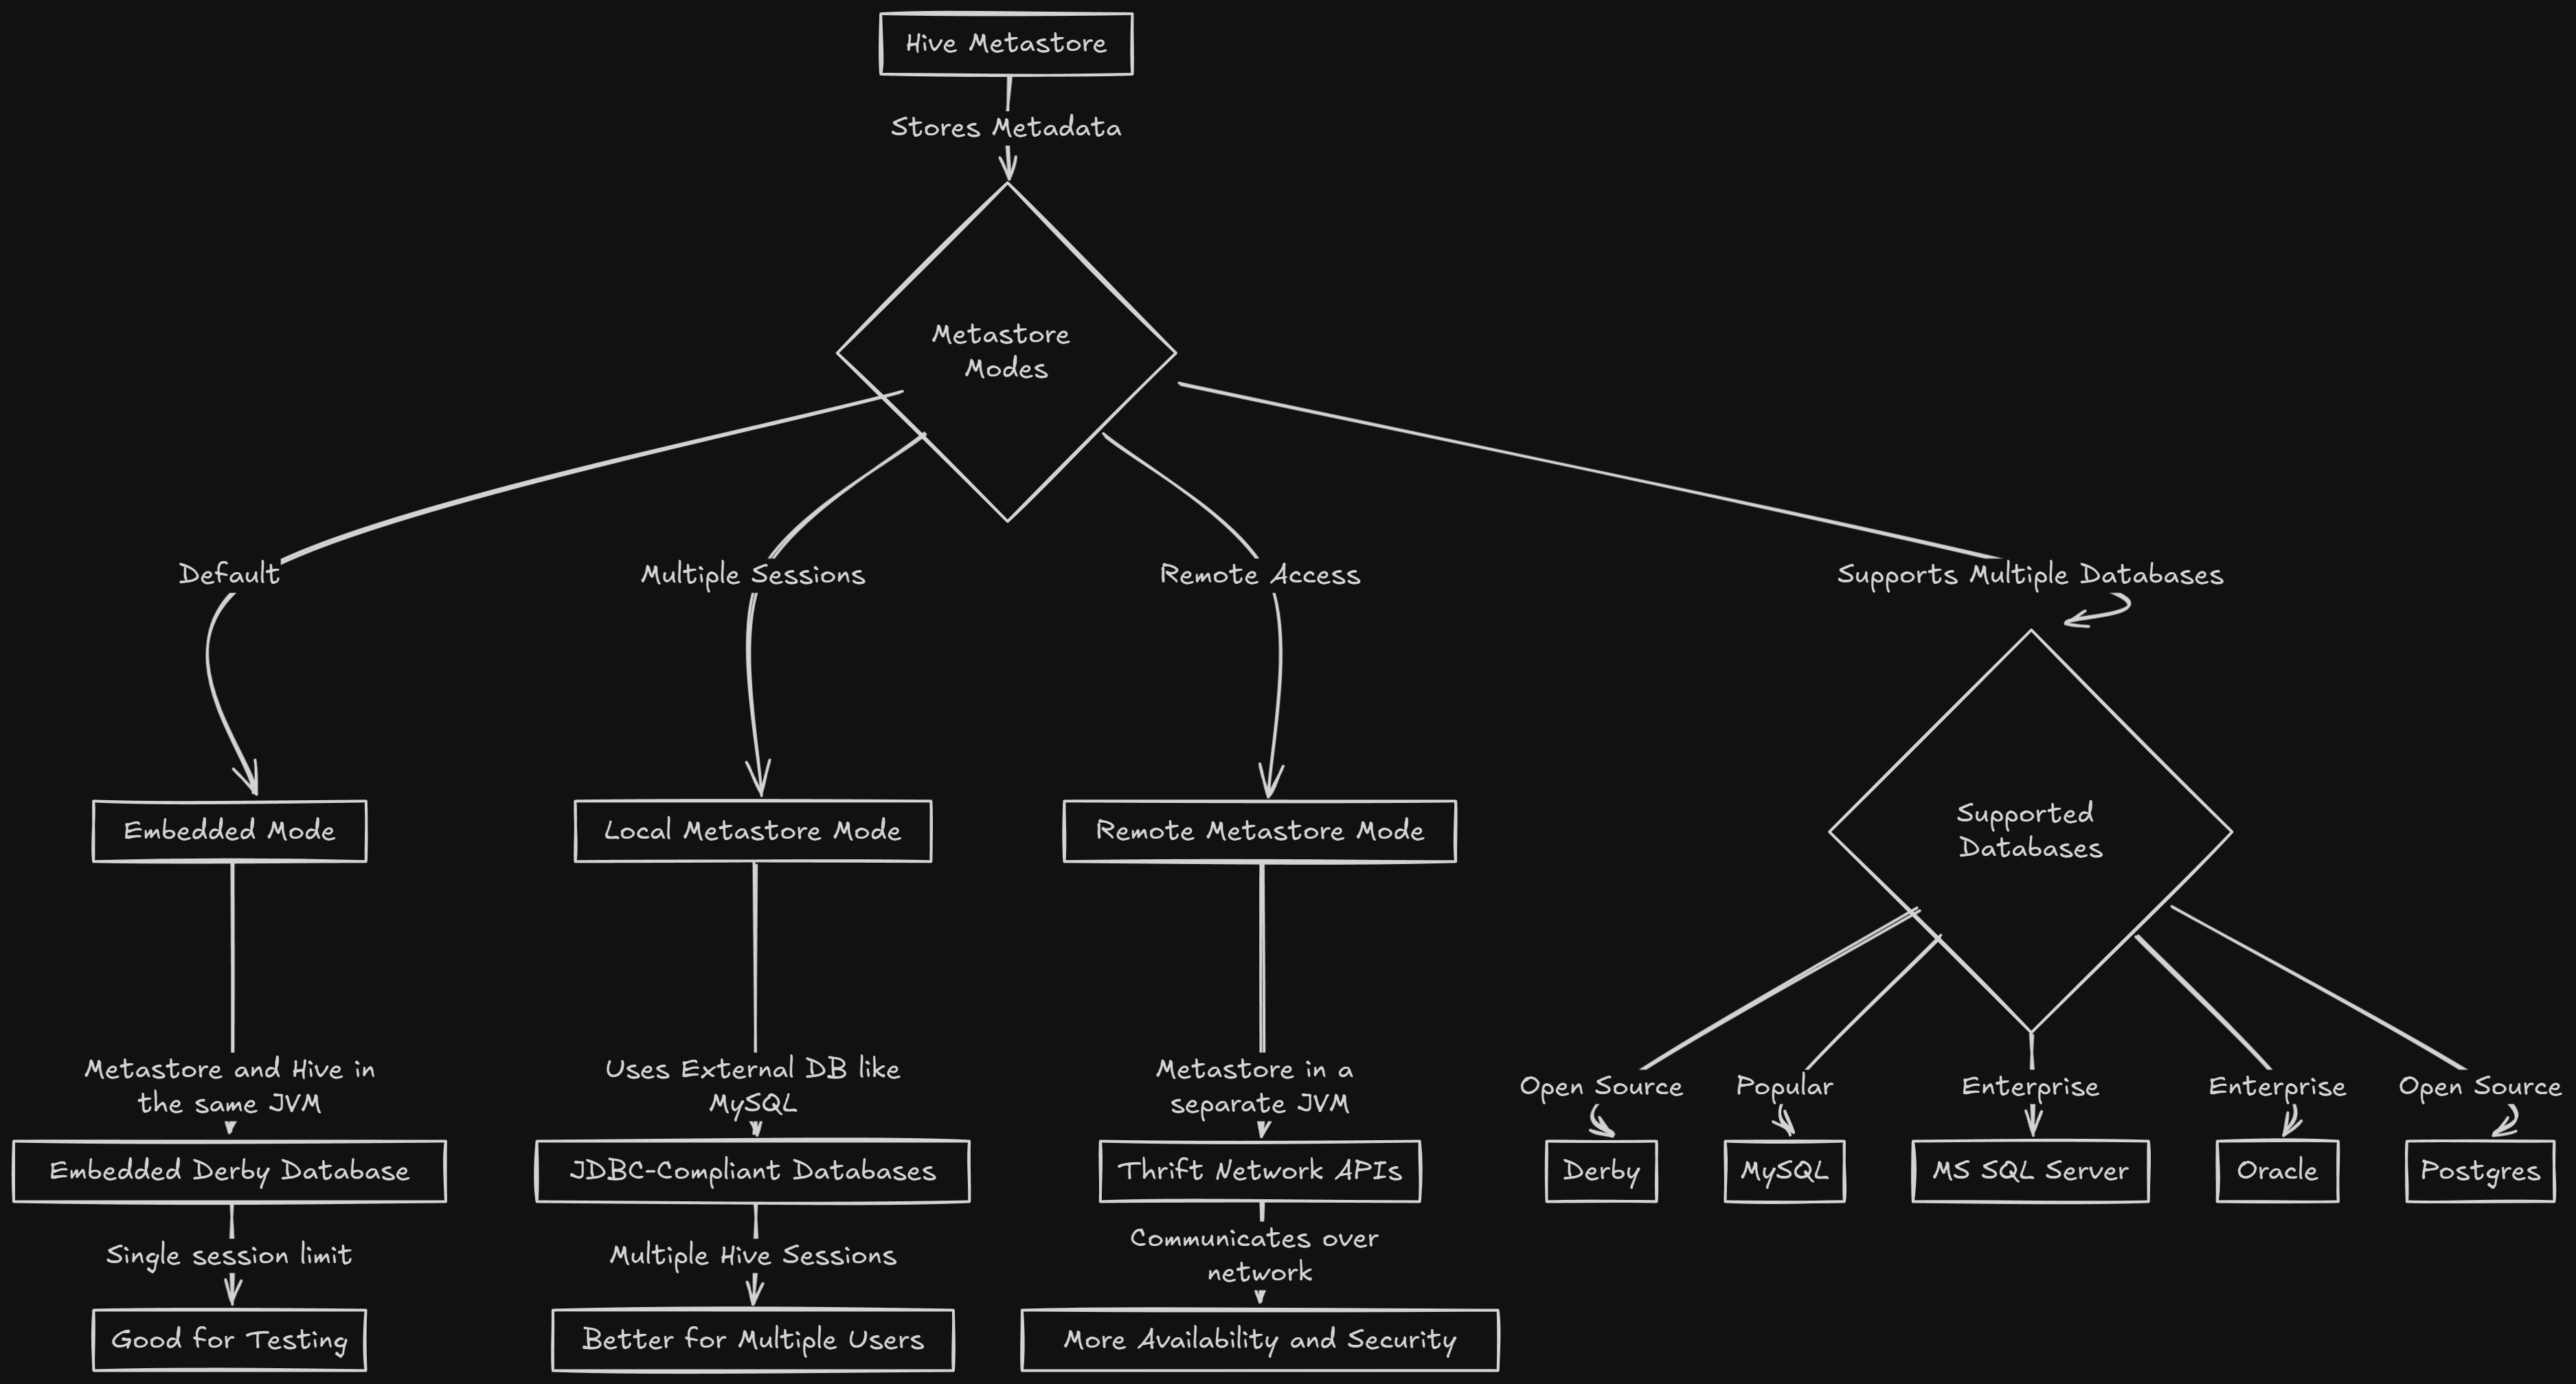 Hive Metastore
Stores Metadata
Metastore
Modes
Default
Multiple Sessions
Remote Access
Supports Multiple Databases
Embedded Mode
Local Metastore Mode
Remote Metastore Mode
Supported
Databases
Metastore and Hive in
the same JVM
Uses External DB like
MySQL
Metastore in a
separate JVM
Open Source
Popular
Enterprise
Enterprise
Open Source
Embedded Derby Database
JDBC-Compliant Databases
Thrift Network APIs
Derby
MySQL
MS SQL Server
Oracle
Postgres
Single session limit
Multiple Hive Sessions
Communicates over
network
Good for Testing
Better for Multiple Users
More Availability and Security